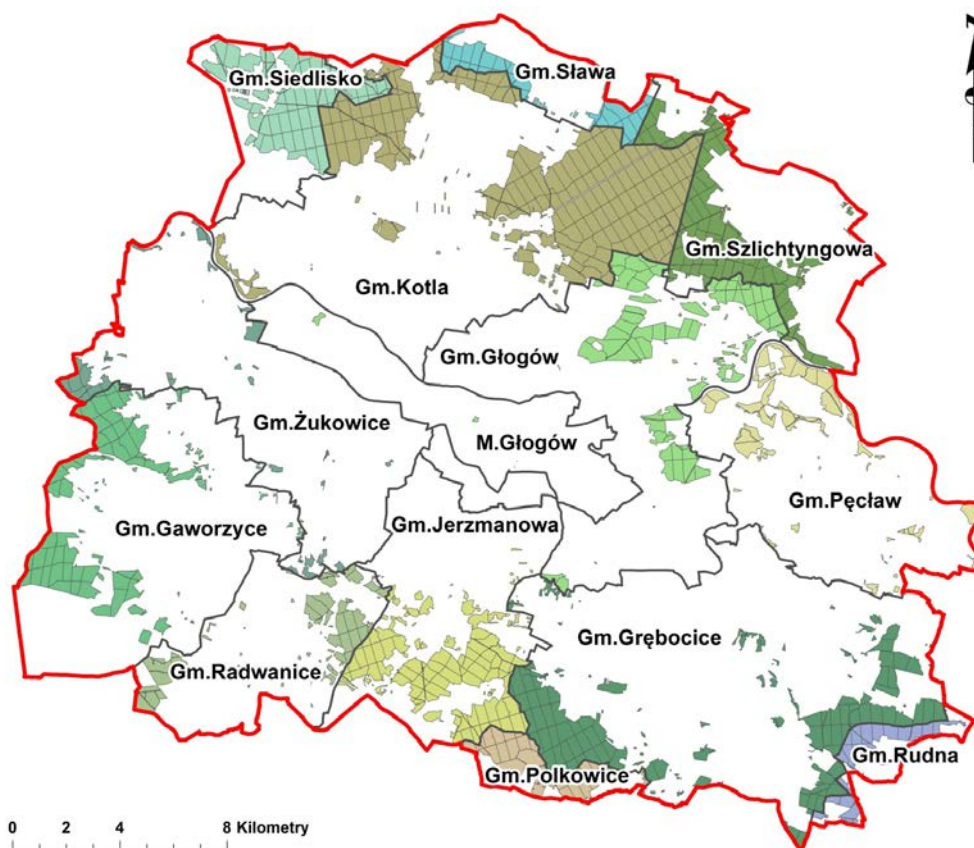 Gm.Siedlisko
Gm.Sława
Gm.Szlichtyngowa
Gm.Kotla
Gm.Głogów
Gm.Żukowice
M.Głogów
Gm.Pęcław
Gm.Gaworzyce
Gm.Jerzmanowa
Gm.Grębocice
Gm.Radwanice
Gm.Rudna
Gm.Polkowice
0 2 4 8 Kilometry